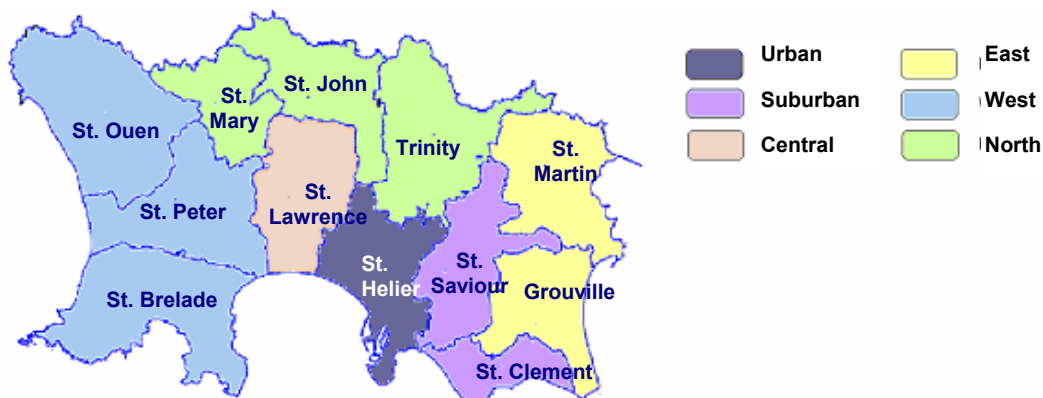 St. Ouen
St.
Mary
St. John
Trinity
St.
Martin
St. Peter
St.
Lawrence
St.
Helier
St.
Saviour
Grouville
St. Brelade
St. Clement
Urban
East
Suburban
West
Central
North